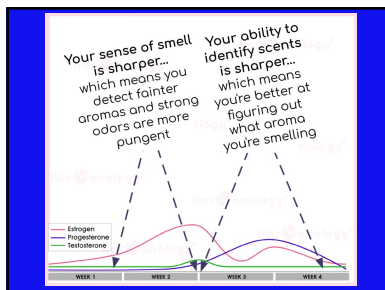 Your sense of smell
is sharper...
which means you
detect fainter
aromas and strong
odors are more
pungent
Your ability to
identify scents
is sharper...
which means
you're better at
figuring out
what aroma
you're smelling
Hormonology®
Hormonology®
Estrogen
Progesterone
Testosterone
WEEK 1
WEEK 2
WEEK 3
WEEK 4